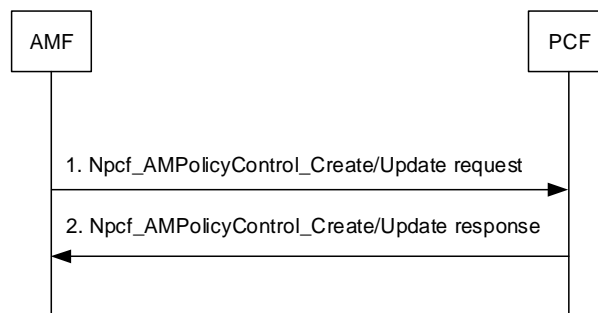 AMF
PCF
1. Npcf_AMPolicyControl_Create/Update request
2. Npcf_AMPolicyControl_Create/Update response